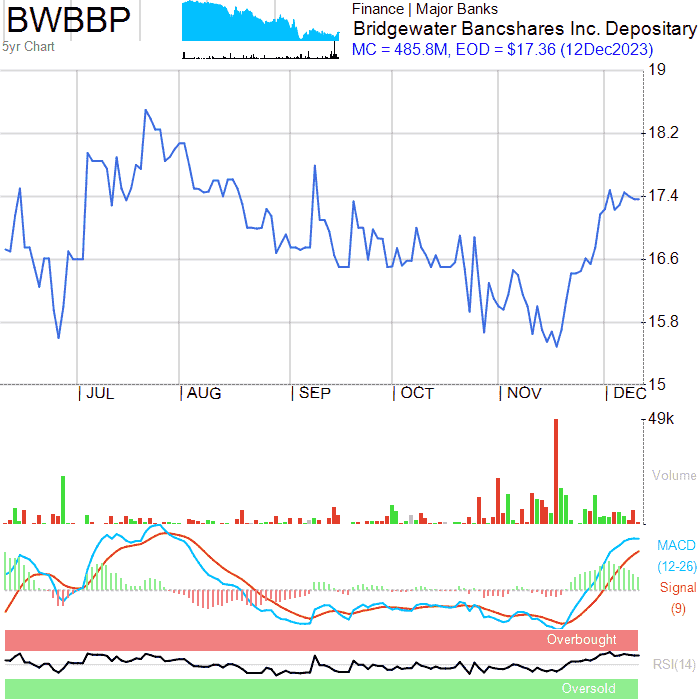 BWBBP
5yr Chart
Finance | Major Banks
Bridgewater Bancshares Inc. Depositary
MC = 485.8M, EOD = $17.36 (12Dec2023)
19
18.2
17.4
16.6
15.8
15
| JUL | AUG | SEP | OCT | NOV | DEC
49k
Volume
MACD
(12-26)
Signal
(9)
Overbought
RSI(14)
Oversold